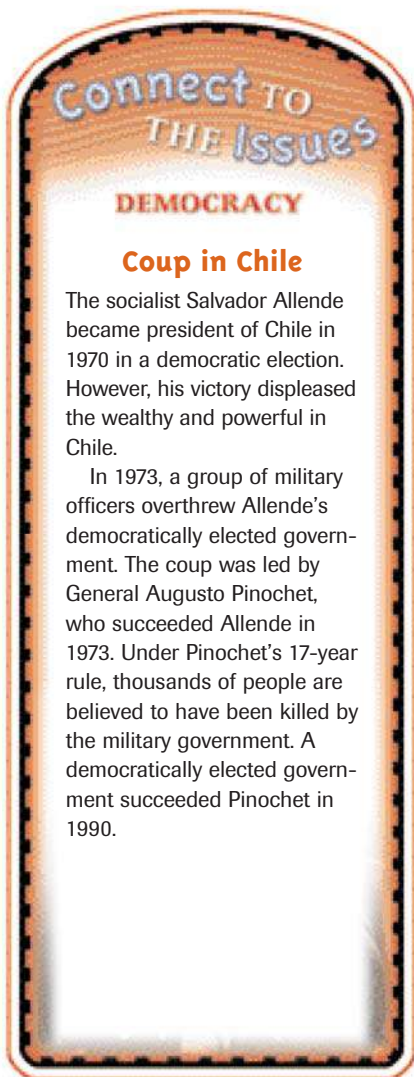 Connect TO
THE Issues
DEMOCRACY
Coup in Chile
The socialist Salvador Allende
became president of Chile in
1970 in a democratic election.
However, his victory displeased
the wealthy and powerful in
Chile.
In 1973, a group of military
officers overthrew Allende's
democratically elected govern-
ment. The coup was led by
General Augusto Pinochet,
who succeeded Allende in
1973. Under Pinochet's 17-year
rule, thousands of people are
believed to have been killed by
the military government. A
democratically elected govern-
ment succeeded Pinochet in
1990.